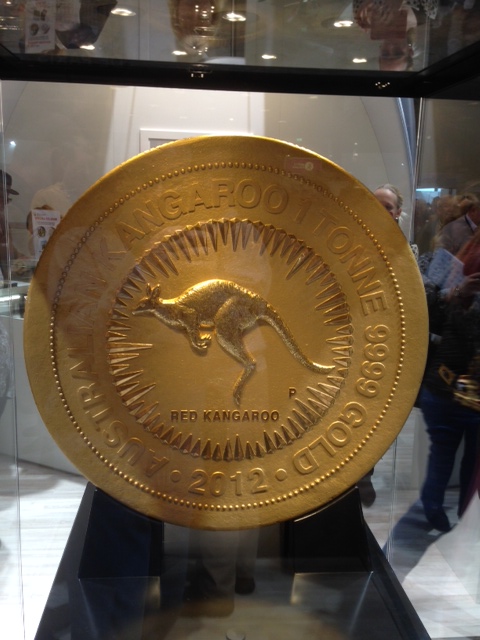 AUSTRALIAN KANGAROO 1 TONNE 9999 GOLD
P
RED KANGAROO
· 2012 ·